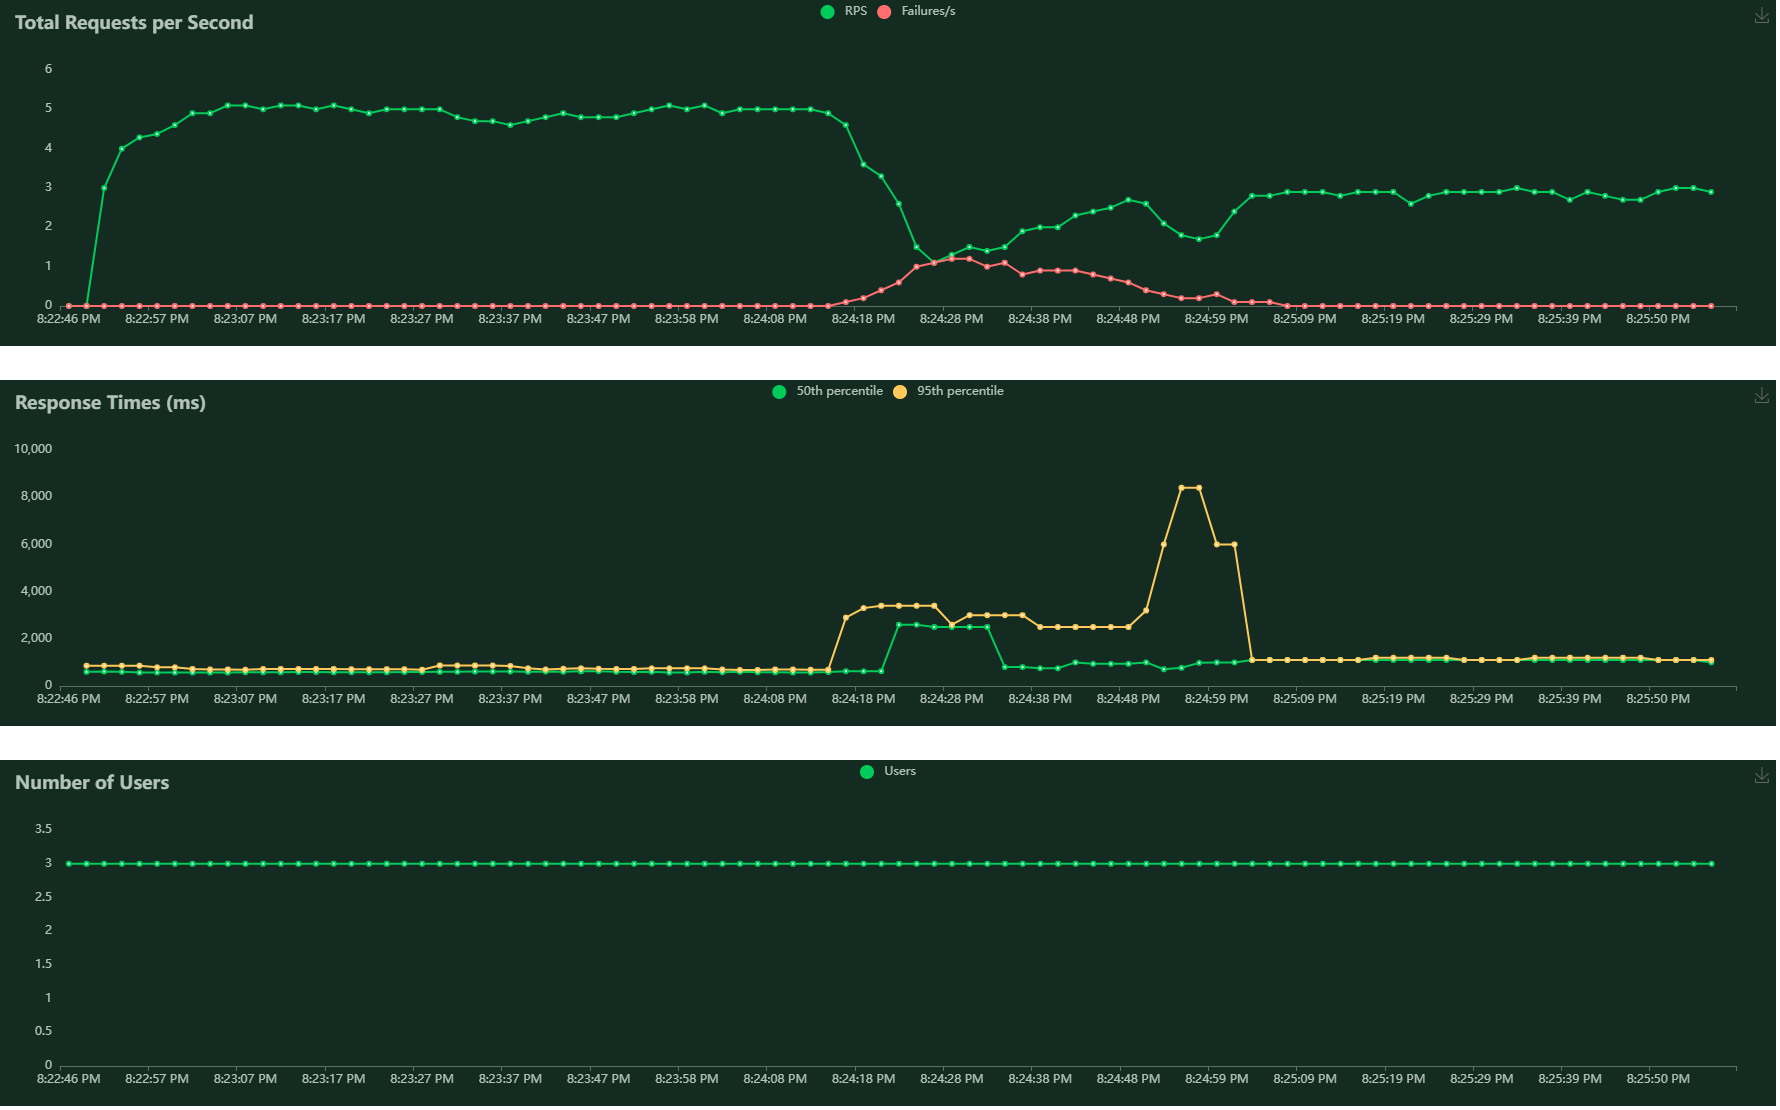 Total Requests per Second
RPS Failures/s
6
5
4
3
2
1
0
8:22:46 PM 8:22:57 PM 8:23:07 PM 8:23:17 PM 8:23:27 PM 8:23:37 PM 8:23:47 PM 8:23:58 PM 8:24:08 PM 8:24:18 PM 8:24:28 PM 8:24:38 PM 8:24:48 PM 8:24:59 PM 8:25:09 PM 8:25:19 PM 8:25:29 PM 8:25:39 PM 8:25:50 PM
Response Times (ms)
50th percentile 95th percentile
10,000
8,000
6,000
4,000
2,000
0
8:22:46 PM 8:22:57 PM 8:23:07 PM 8:23:17 PM 8:23:27 PM 8:23:37 PM 8:23:47 PM 8:23:58 PM 8:24:08 PM 8:24:18 PM 8:24:28 PM 8:24:38 PM 8:24:48 PM 8:24:59 PM 8:25:09 PM 8:25:19 PM 8:25:29 PM 8:25:39 PM 8:25:50 PM
Number of Users
Users
3.5
3
2.5
2
1.5
1
0.5
0
8:22:46 PM 8:22:57 PM 8:23:07 PM 8:23:17 PM 8:23:27 PM 8:23:37 PM 8:23:47 PM 8:23:58 PM 8:24:08 PM 8:24:18 PM 8:24:28 PM 8:24:38 PM 8:24:48 PM 8:24:59 PM 8:25:09 PM 8:25:19 PM 8:25:29 PM 8:25:39 PM 8:25:50 PM